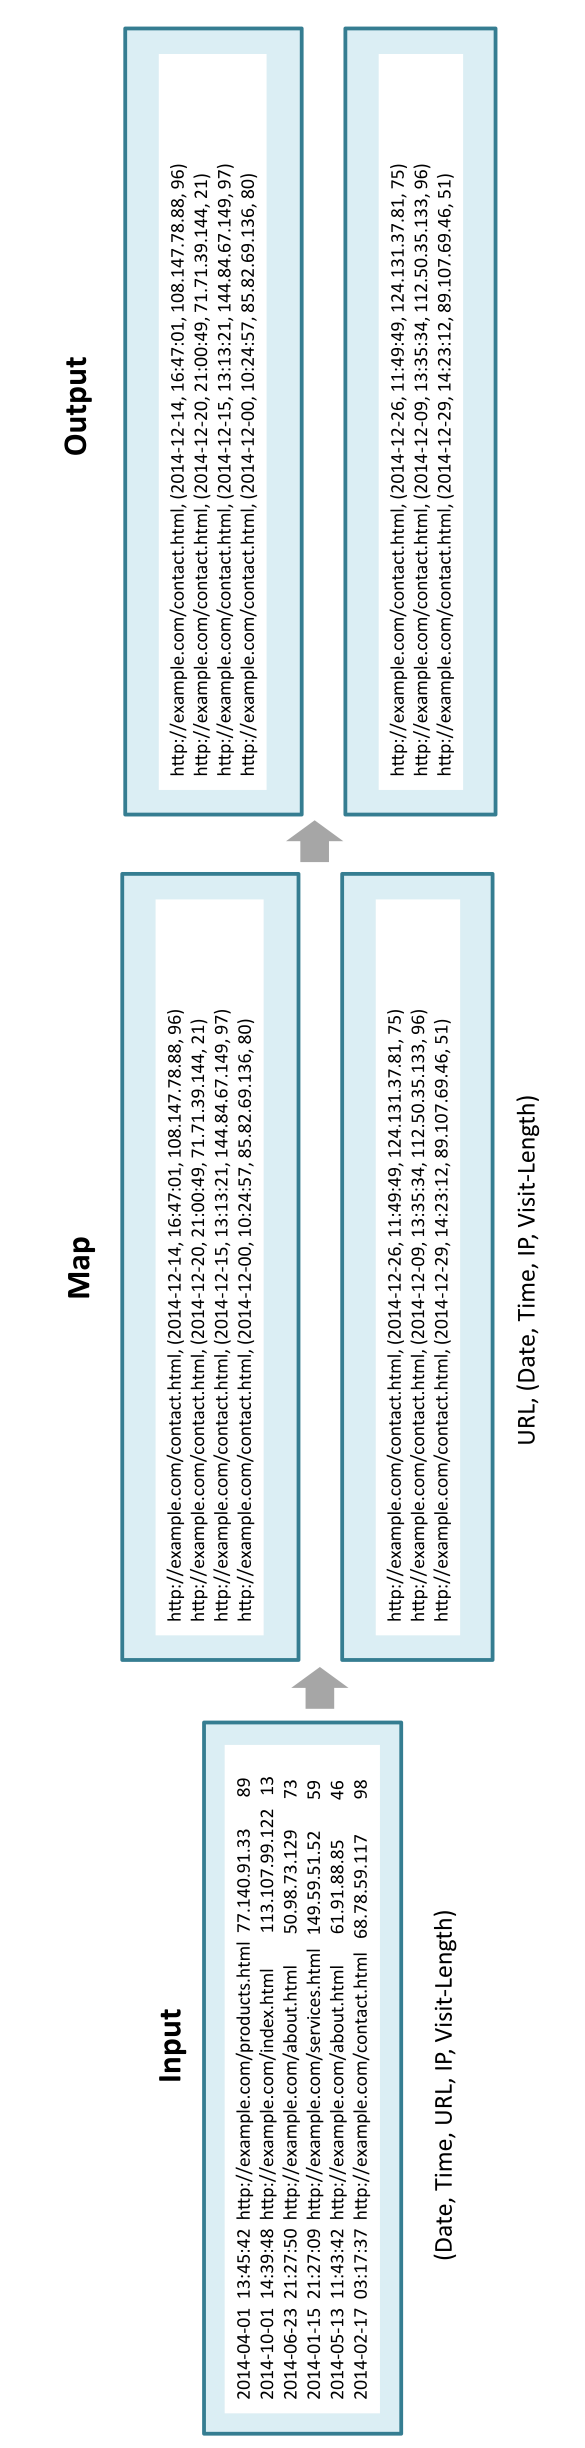 Input
2014-04-01 13:45:42 http://example.com/products.html 77.140.91.33 89
2014-10-01 14:39:48 http://example.com/index.html 113.107.99.122 13
2014-06-23 21:27:50 http://example.com/about.html 50.98.73.129 73
2014-01-15 21:27:09 http://example.com/services.html 149.59.51.52 59
2014-05-13 11:43:42 http://example.com/about.html 61.91.88.85 46
2014-02-17 03:17:37 http://example.com/contact.html 68.78.59.117 98
(Date, Time, URL, IP, Visit-Length)
Map
http://example.com/contact.html, (2014-12-14, 16:47:01, 108.147.78.88, 96)
http://example.com/contact.html, (2014-12-20, 21:00:49, 71.71.39.144, 21)
http://example.com/contact.html, (2014-12-15, 13:13:21, 144.84.67.149, 97)
http://example.com/contact.html, (2014-12-00, 10:24:57, 85.82.69.136, 80)
http://example.com/contact.html, (2014-12-26, 11:49:49, 124.131.37.81, 75)
http://example.com/contact.html, (2014-12-09, 13:35:34, 112.50.35.133, 96)
http://example.com/contact.html, (2014-12-29, 14:23:12, 89.107.69.46, 51)
URL, (Date, Time, IP, Visit-Length)
Output
http://example.com/contact.html, (2014-12-14, 16:47:01, 108.147.78.88, 96)
http://example.com/contact.html, (2014-12-20, 21:00:49, 71.71.39.144, 21)
http://example.com/contact.html, (2014-12-15, 13:13:21, 144.84.67.149, 97)
http://example.com/contact.html, (2014-12-00, 10:24:57, 85.82.69.136, 80)
http://example.com/contact.html, (2014-12-26, 11:49:49, 124.131.37.81, 75)
http://example.com/contact.html, (2014-12-09, 13:35:34, 112.50.35.133, 96)
http://example.com/contact.html, (2014-12-29, 14:23:12, 89.107.69.46, 51)